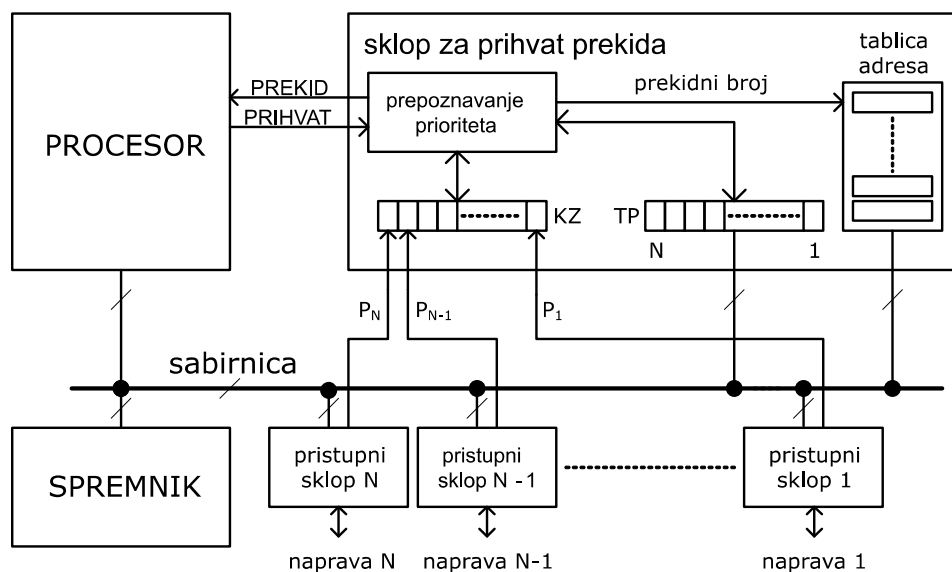 sklop za prihvat prekida
tablica
adresa
PREKID
PRIHVAT
PROCESOR
prepoznavanje
prioriteta
prekidni broj
KZ
TP
N
1
P_N
P_N-1
P_1
sabirnica
SPREMNIK
pristupni
sklop N
pristupni
sklop N -1
pristupni
sklop 1
naprava N
naprava N-1
naprava 1